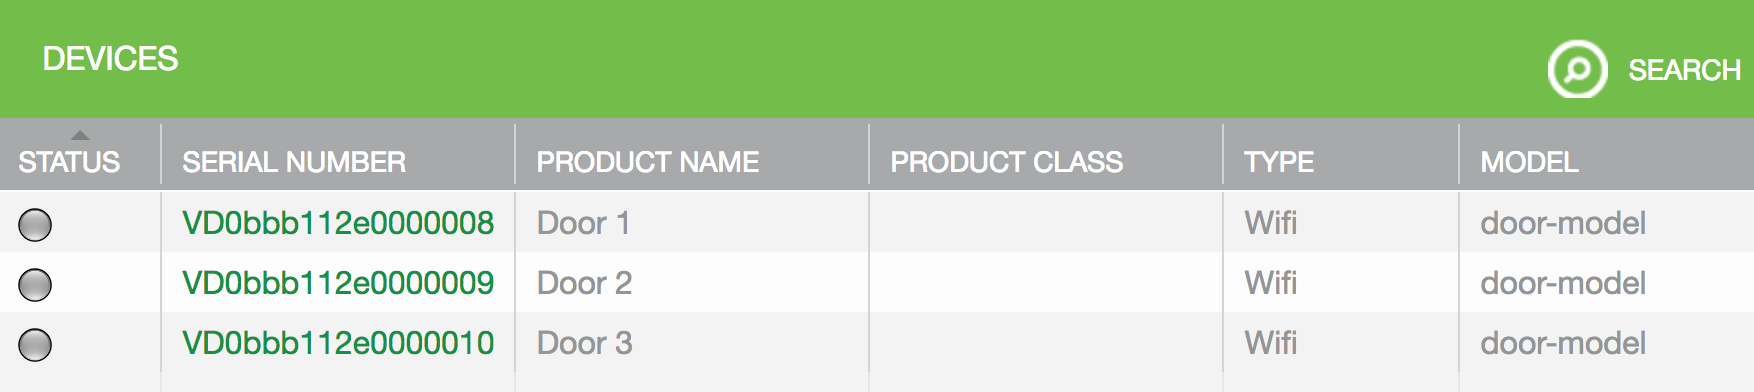 DEVICES
SEARCH
STATUS SERIAL NUMBER PRODUCT NAME PRODUCT CLASS TYPE MODEL
VD0bbb112e0000008 Door 1 Wifi door-model
VD0bbb112e0000009 Door 2 Wifi door-model
VD0bbb112e0000010 Door 3 Wifi door-model